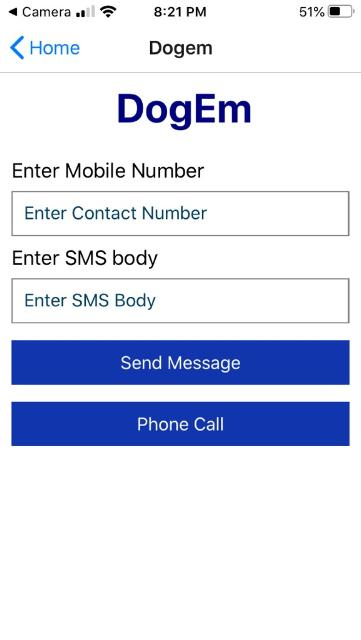 ◀ Camera 8:21 PM 51%
Home Dogem
DogEm
Enter Mobile Number
Enter Contact Number
Enter SMS body
Enter SMS Body
Send Message
Phone Call